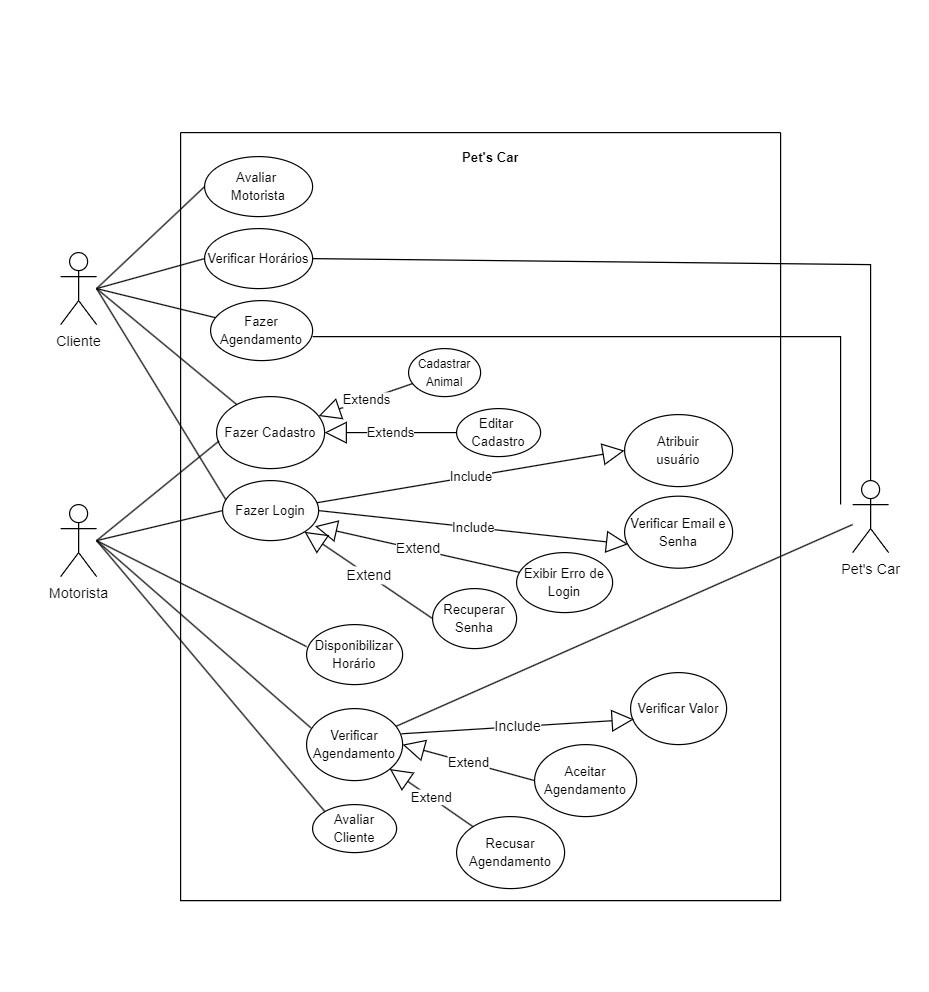 Pet's Car
Avaliar
Motorista
Verificar Horários
Fazer
Agendamento
Cliente
Cadastrar
Animal
Extends
Fazer Cadastro
Extends
Editar
Cadastro
Atribuir
usuário
Include
Fazer Login
Include
Verificar Email e
Senha
Extend
Exibir Erro de
Login
Pet's Car
Motorista
Extend
Recuperar
Senha
Disponibilizar
Horário
Verificar Valor
Include
Verificar
Agendamento
Extend
Aceitar
Agendamento
Extend
Avaliar
Cliente
Recusar
Agendamento